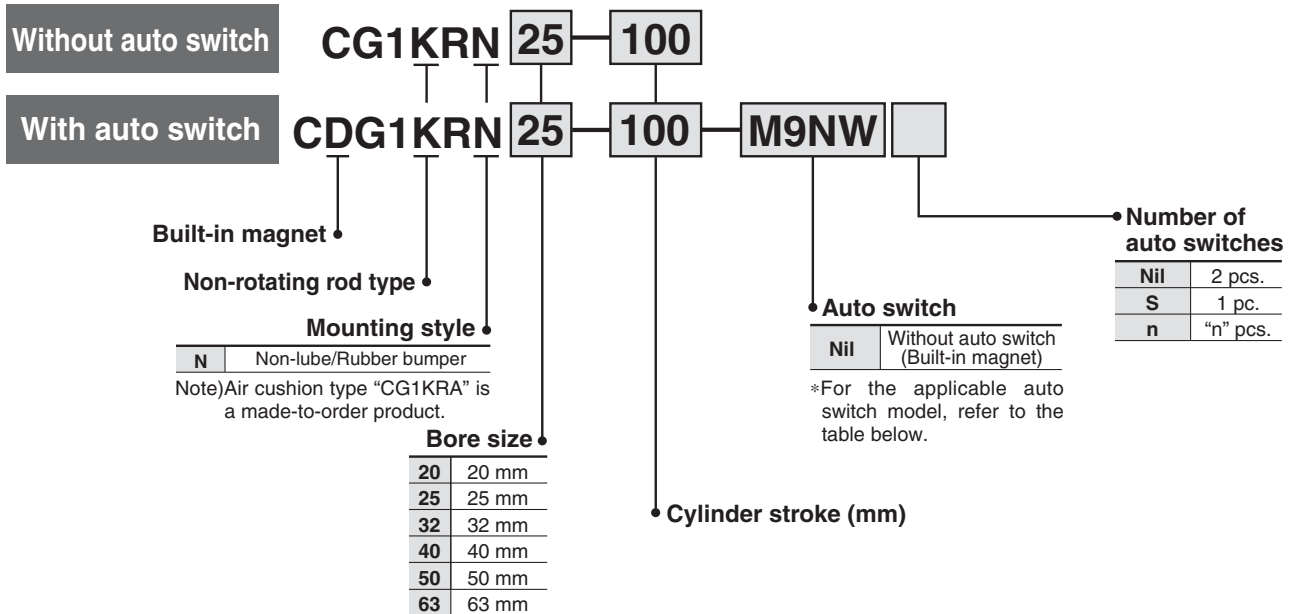 Without auto switch CG1KRN 25 — 100
With auto switch CDG1KRN 25 — 100 — M9NW
Built-in magnet
Non-rotating rod type
Mounting style
N Non-lube/Rubber bumper
Note)Air cushion type “CG1KRA” is
a made-to-order product.
Bore size
20 20 mm
25 25 mm
32 32 mm
40 40 mm
50 50 mm
63 63 mm
Cylinder stroke (mm)
Auto switch
Nil Without auto switch
(Built-in magnet)
*For the applicable auto
switch model, refer to the
table below.
Number of
auto switches
Nil 2 pcs.
S 1 pc.
n “n” pcs.